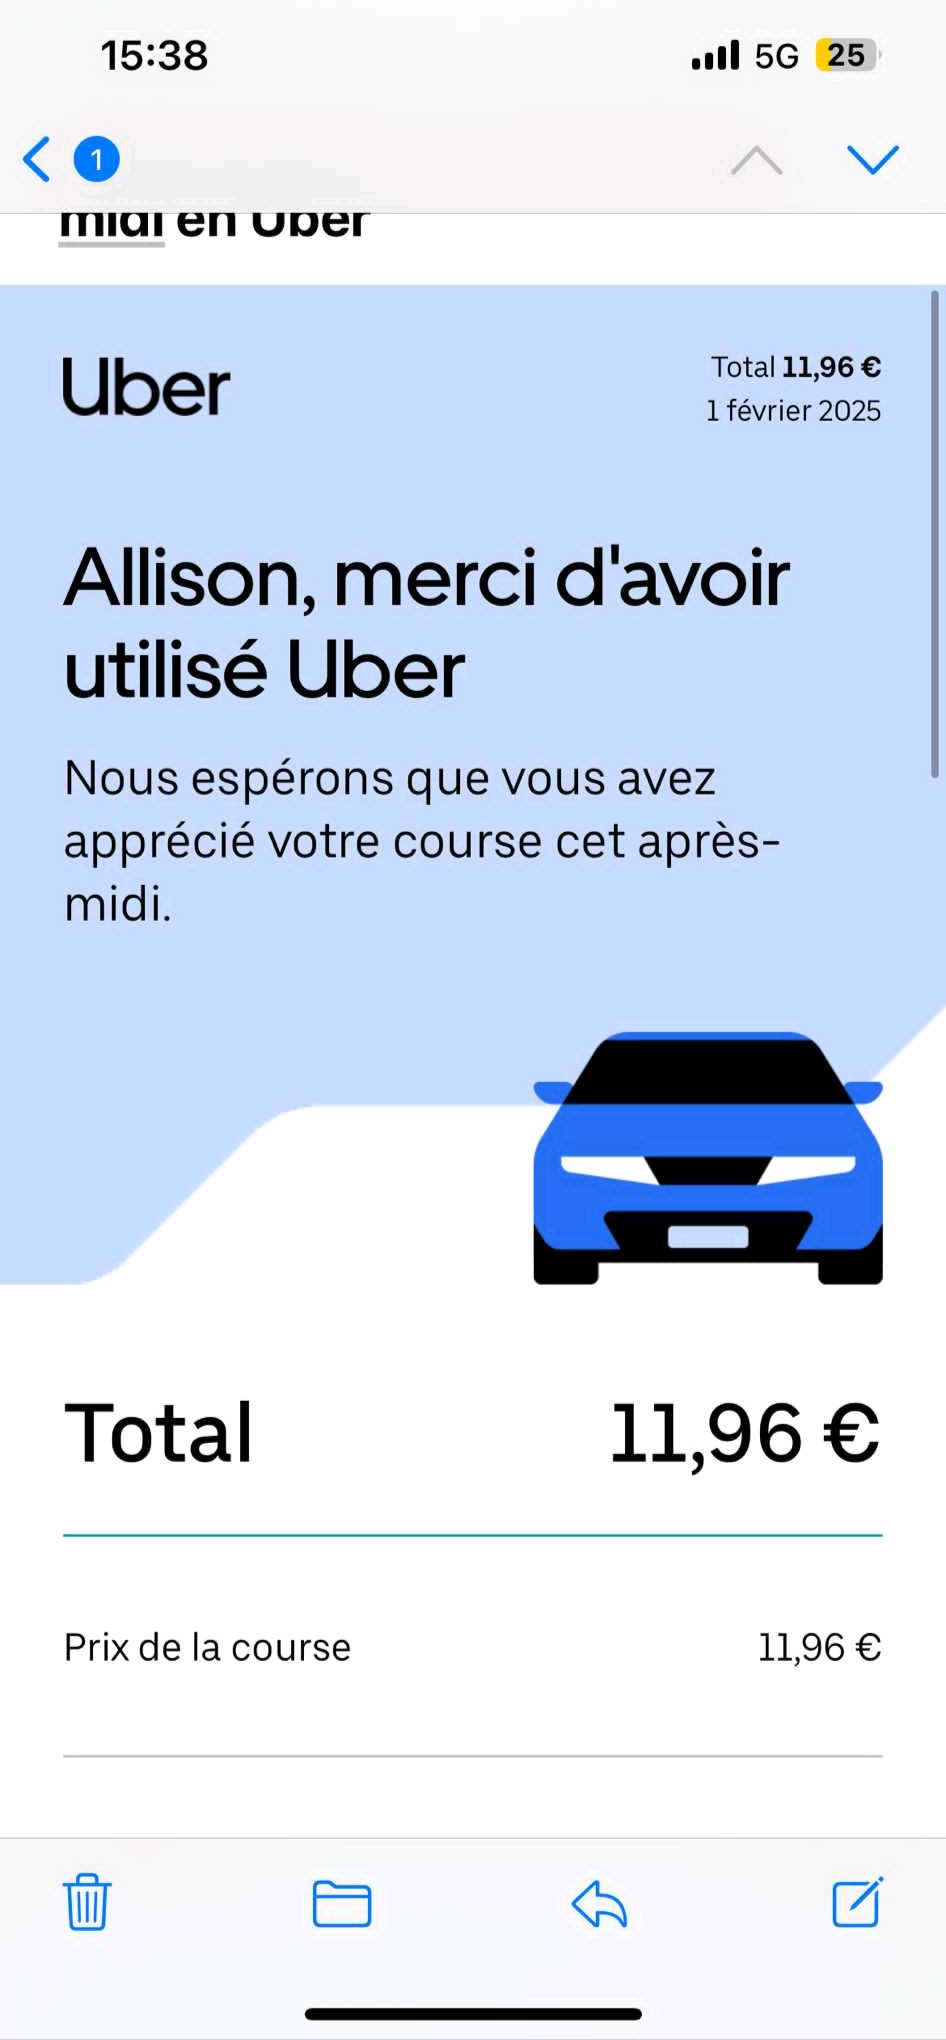 15:38
5G 25
1
midi en Uber
Uber
Total 11,96 €
1 février 2025
Allison, merci d'avoir
utilisé Uber
Nous espérons que vous avez
apprécié votre course cet après-
midi.
Total 11,96 €
Prix de la course 11,96 €